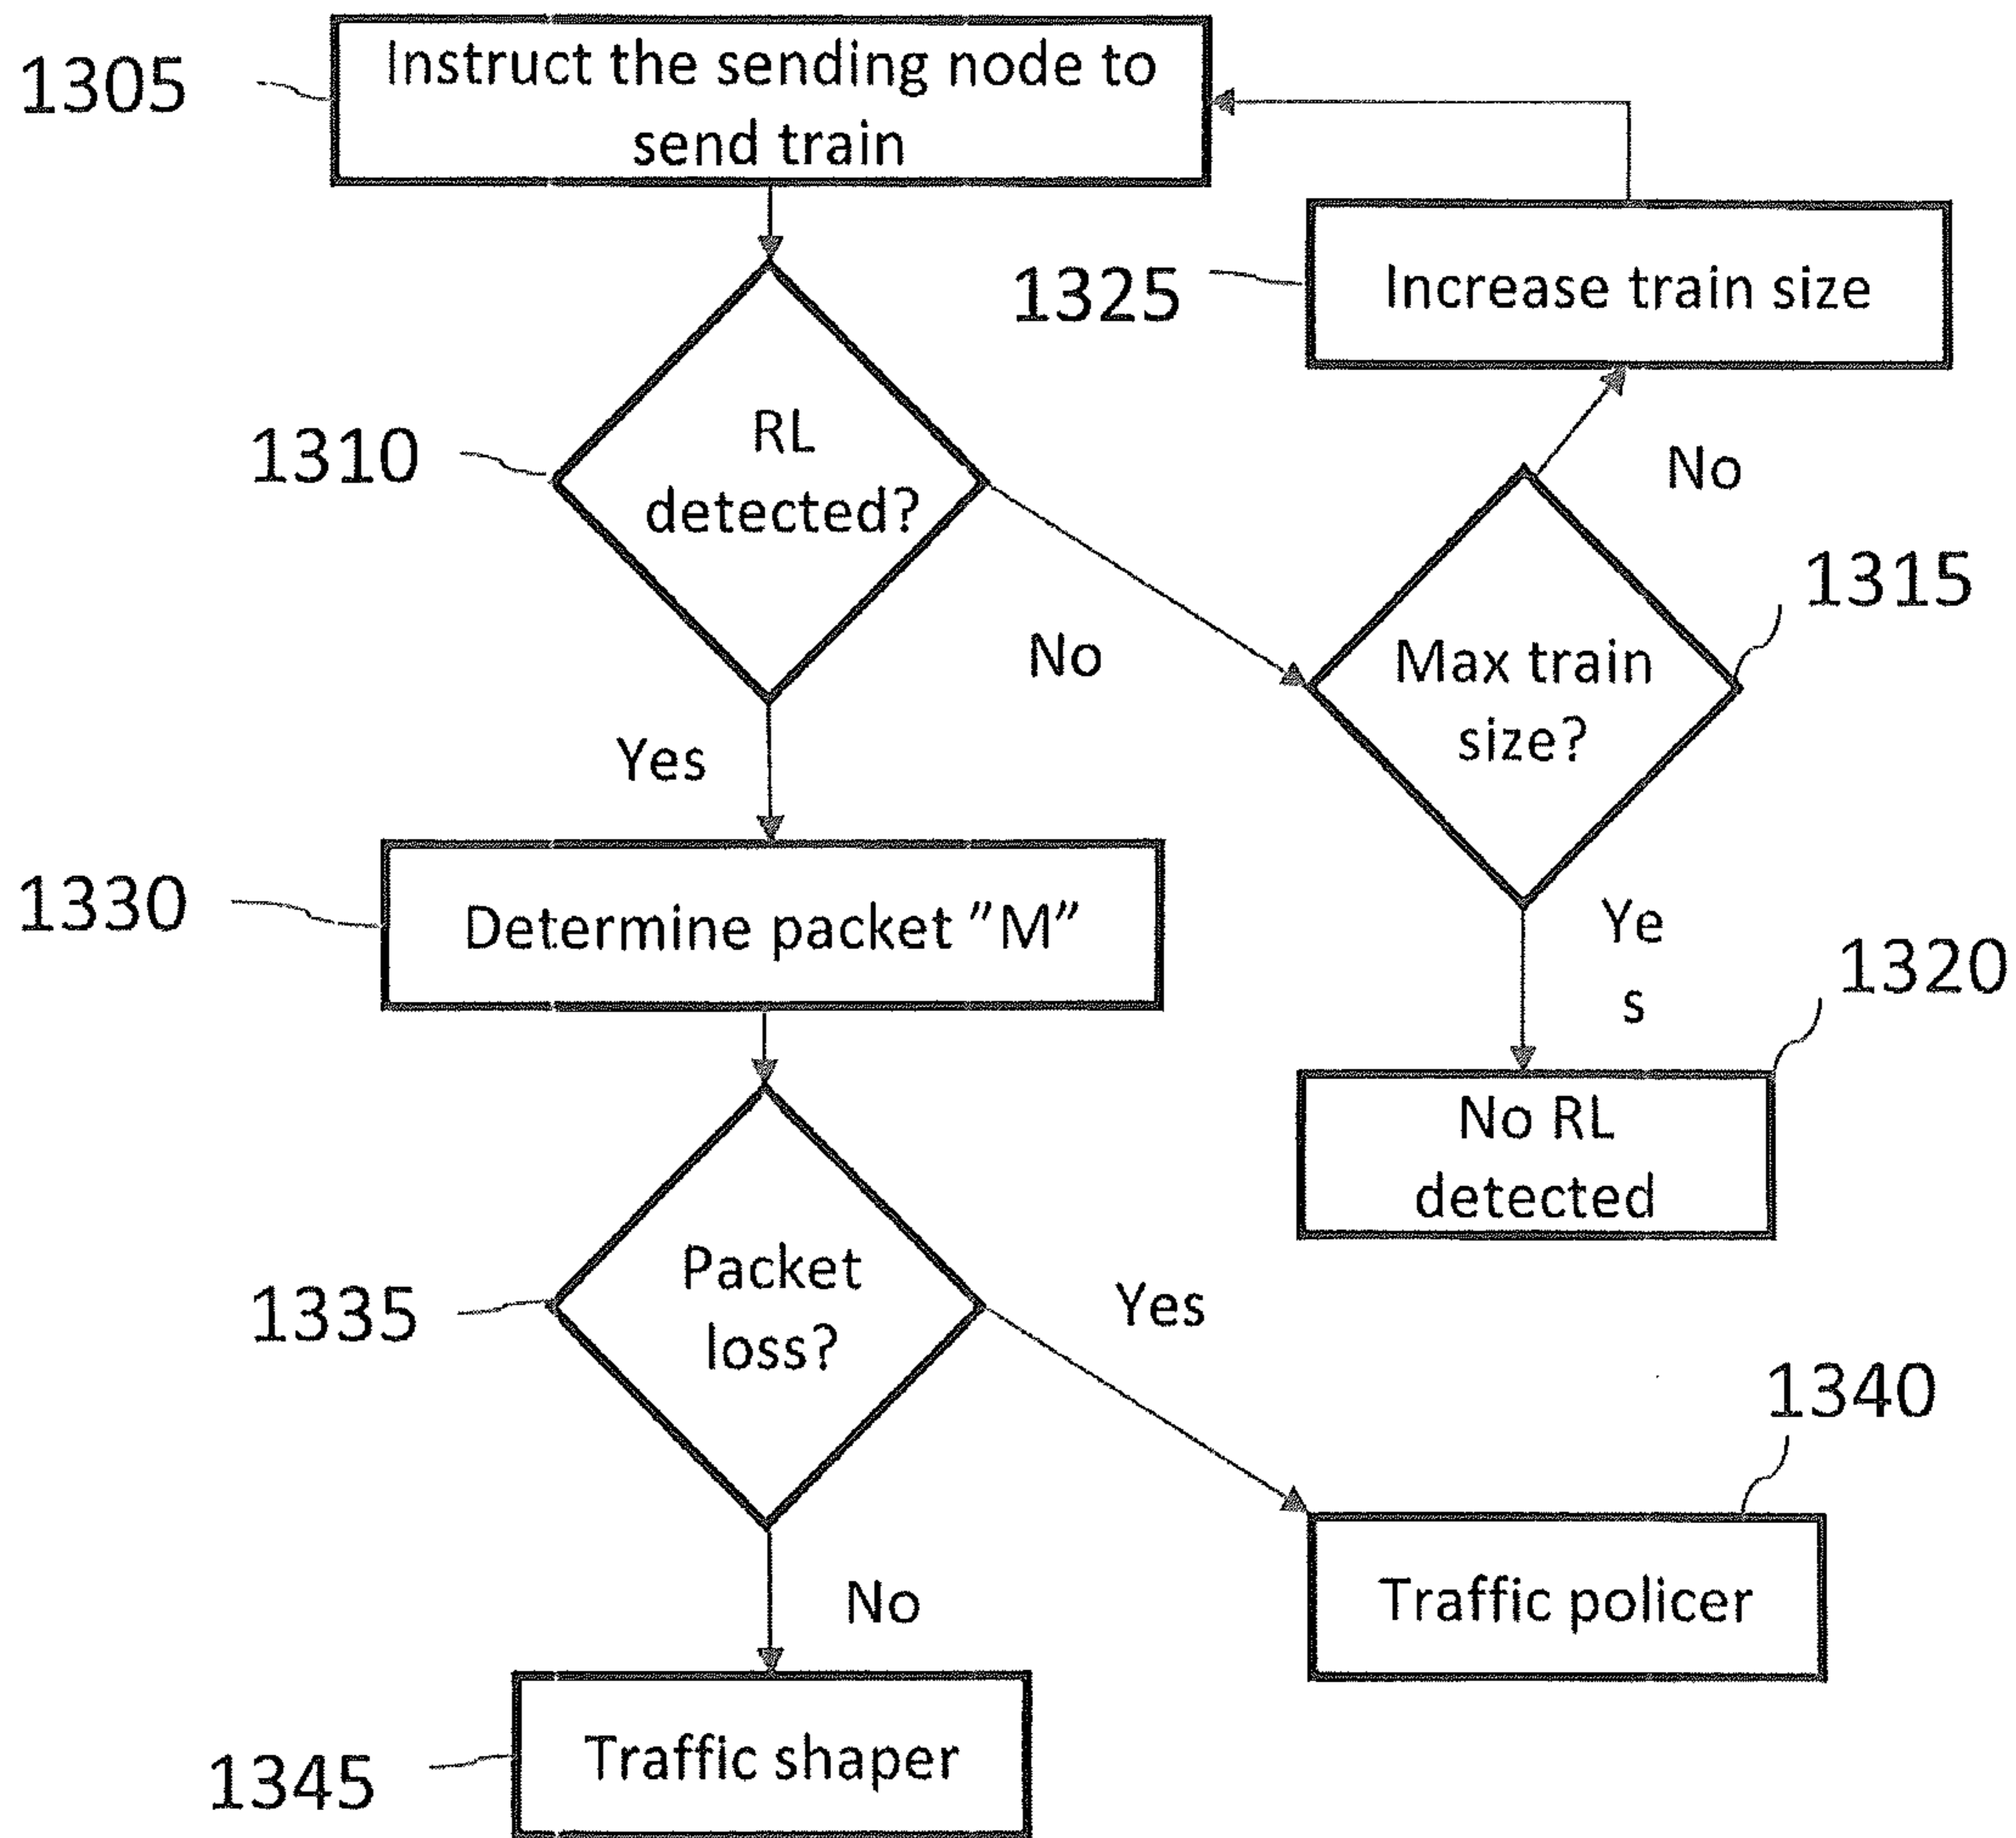 1305
Instruct the sending node to
send train
1325
Increase train size
1310
RL
detected?
No
1315
Max train
size?
No
Yes
1330
Determine packet ”M”
Ye
s
1320
No RL
detected
1335
Packet
loss?
Yes
1340
Traffic policer
No
1345
Traffic shaper